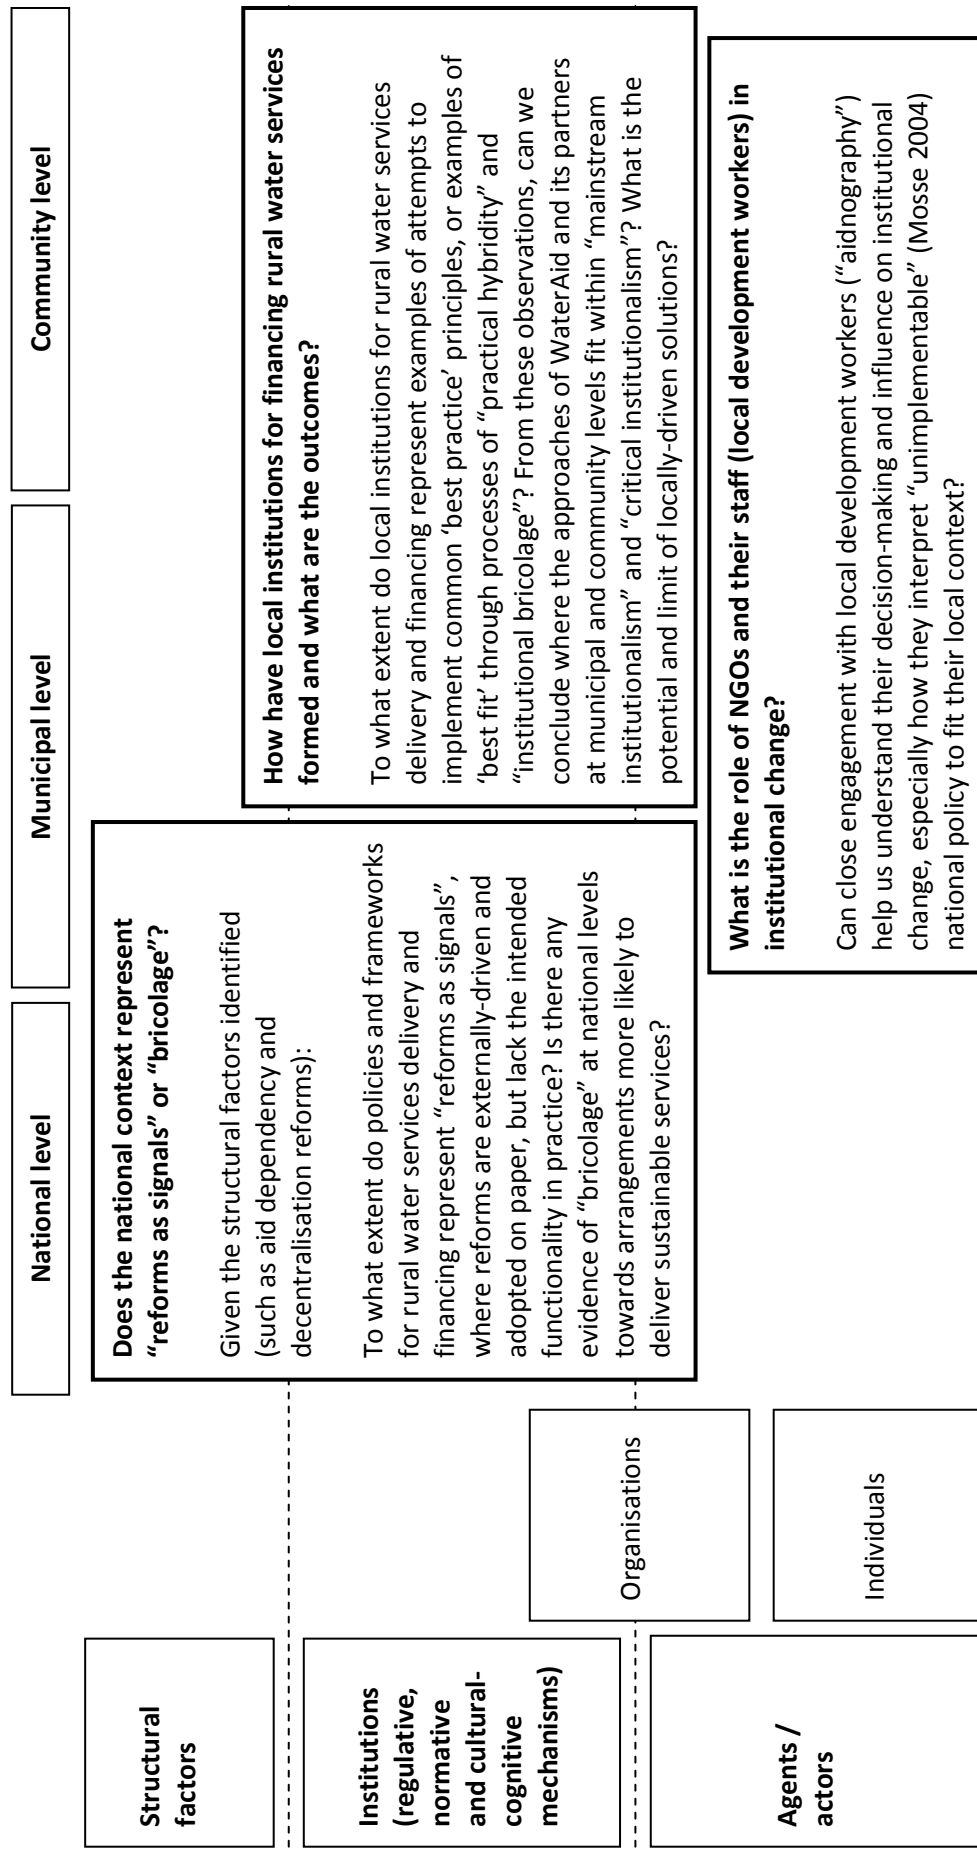 National level
Municipal level
Community level
Structural
factors
Institutions
(regulative,
normative
and cultural-
cognitive
mechanisms)
Agents /
actors
Organisations
Individuals
Does the national context represent
“reforms as signals” or “bricolage”?
Given the structural factors identified
(such as aid dependency and
decentralisation reforms):
To what extent do policies and frameworks
for rural water services delivery and
financing represent “reforms as signals”,
where reforms are externally-driven and
adopted on paper, but lack the intended
functionality in practice? Is there any
evidence of “bricolage” at national levels
towards arrangements more likely to
deliver sustainable services?
How have local institutions for financing rural water services
formed and what are the outcomes?
To what extent do local institutions for rural water services
delivery and financing represent examples of attempts to
implement common ‘best practice’ principles, or examples of
‘best fit’ through processes of “practical hybridity” and
“institutional bricolage”? From these observations, can we
conclude where the approaches of WaterAid and its partners
at municipal and community levels fit within “mainstream
institutionalism” and “critical institutionalism”? What is the
potential and limit of locally-driven solutions?
What is the role of NGOs and their staff (local development workers) in
institutional change?
Can close engagement with local development workers (“aidnography”)
help us understand their decision-making and influence on institutional
change, especially how they interpret “unimplementable” (Mosse 2004)
national policy to fit their local context?